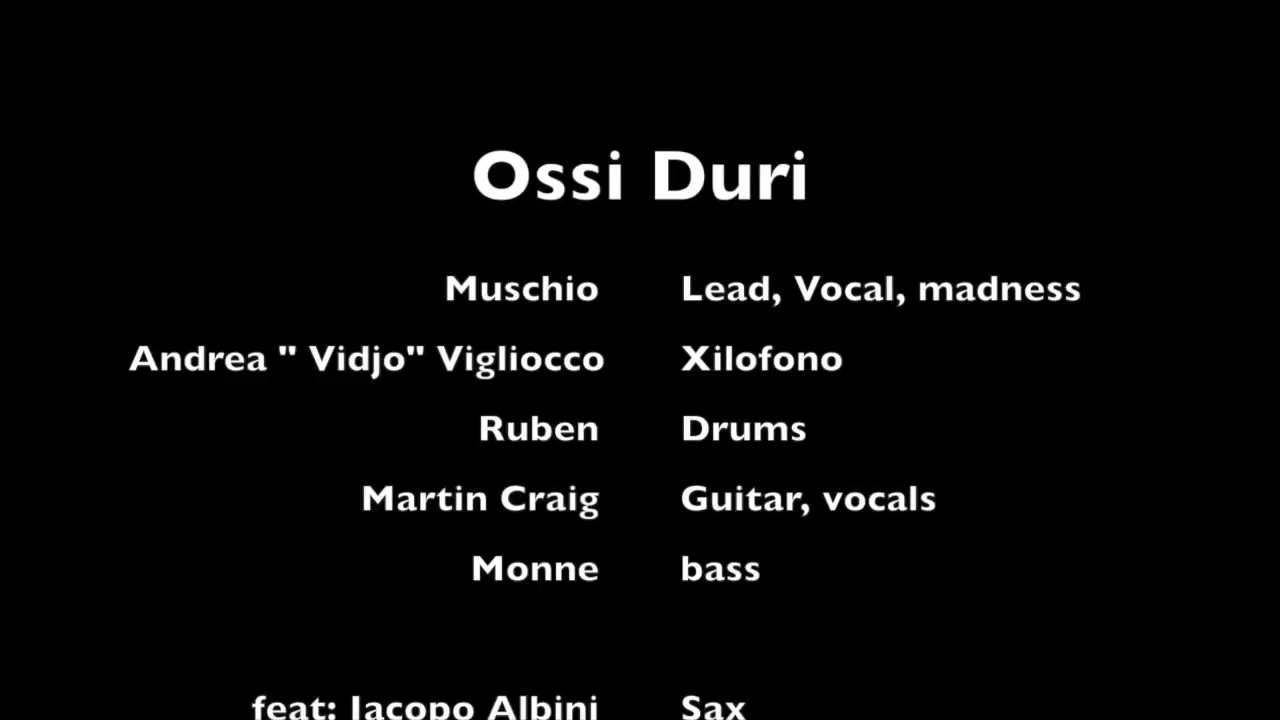 Ossi Duri
Muschio Lead, Vocal, madness
Andrea " Vidjo" Vigliocco Xilofono
Ruben Drums
Martin Craig Guitar, vocals
Monne bass
feat: Jacopo Albini Sax